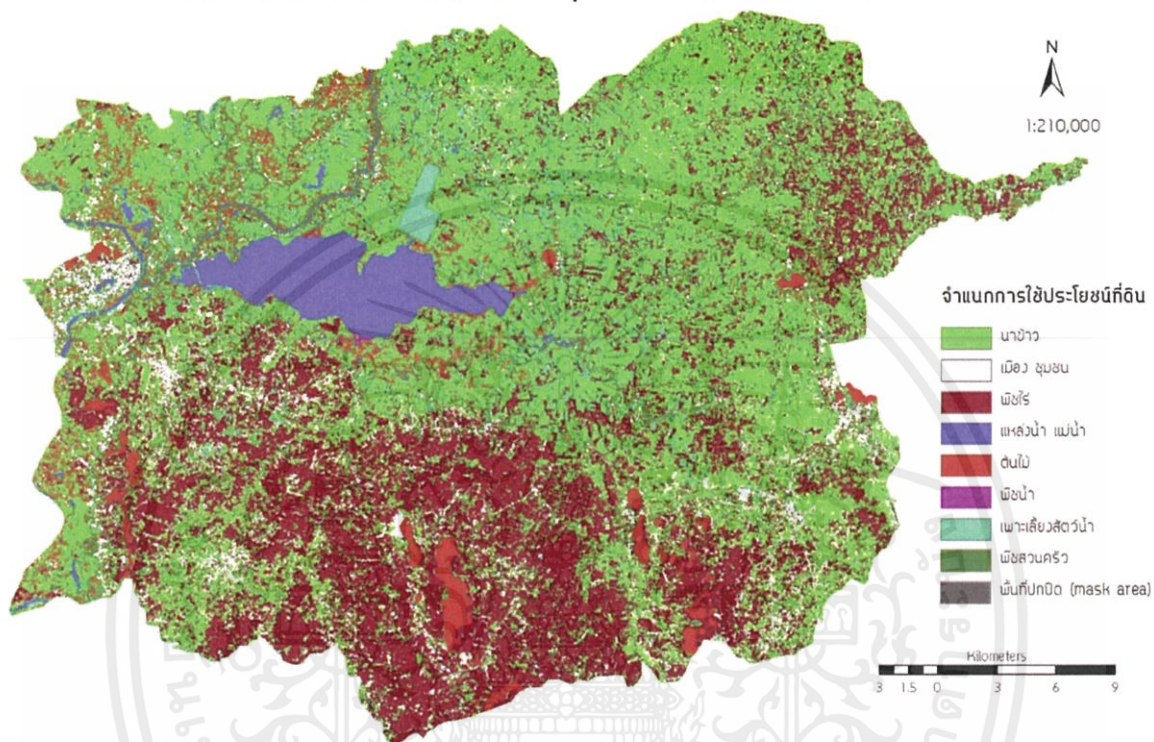 N
1:210,000
จำแนกการใช้ประโยชน์ที่ดิน
นาข้าว
เมือง ชุมชน
พืชไร่
แหล่งน้ำ แม่น้ำ
ต้นไม้
พืชน้ำ
เพาะเลี้ยงสัตว์น้ำ
พืชสวนครัว
พื้นที่ปกปิด (mask area)
Kilometers
3 1.5 0 3 6 9